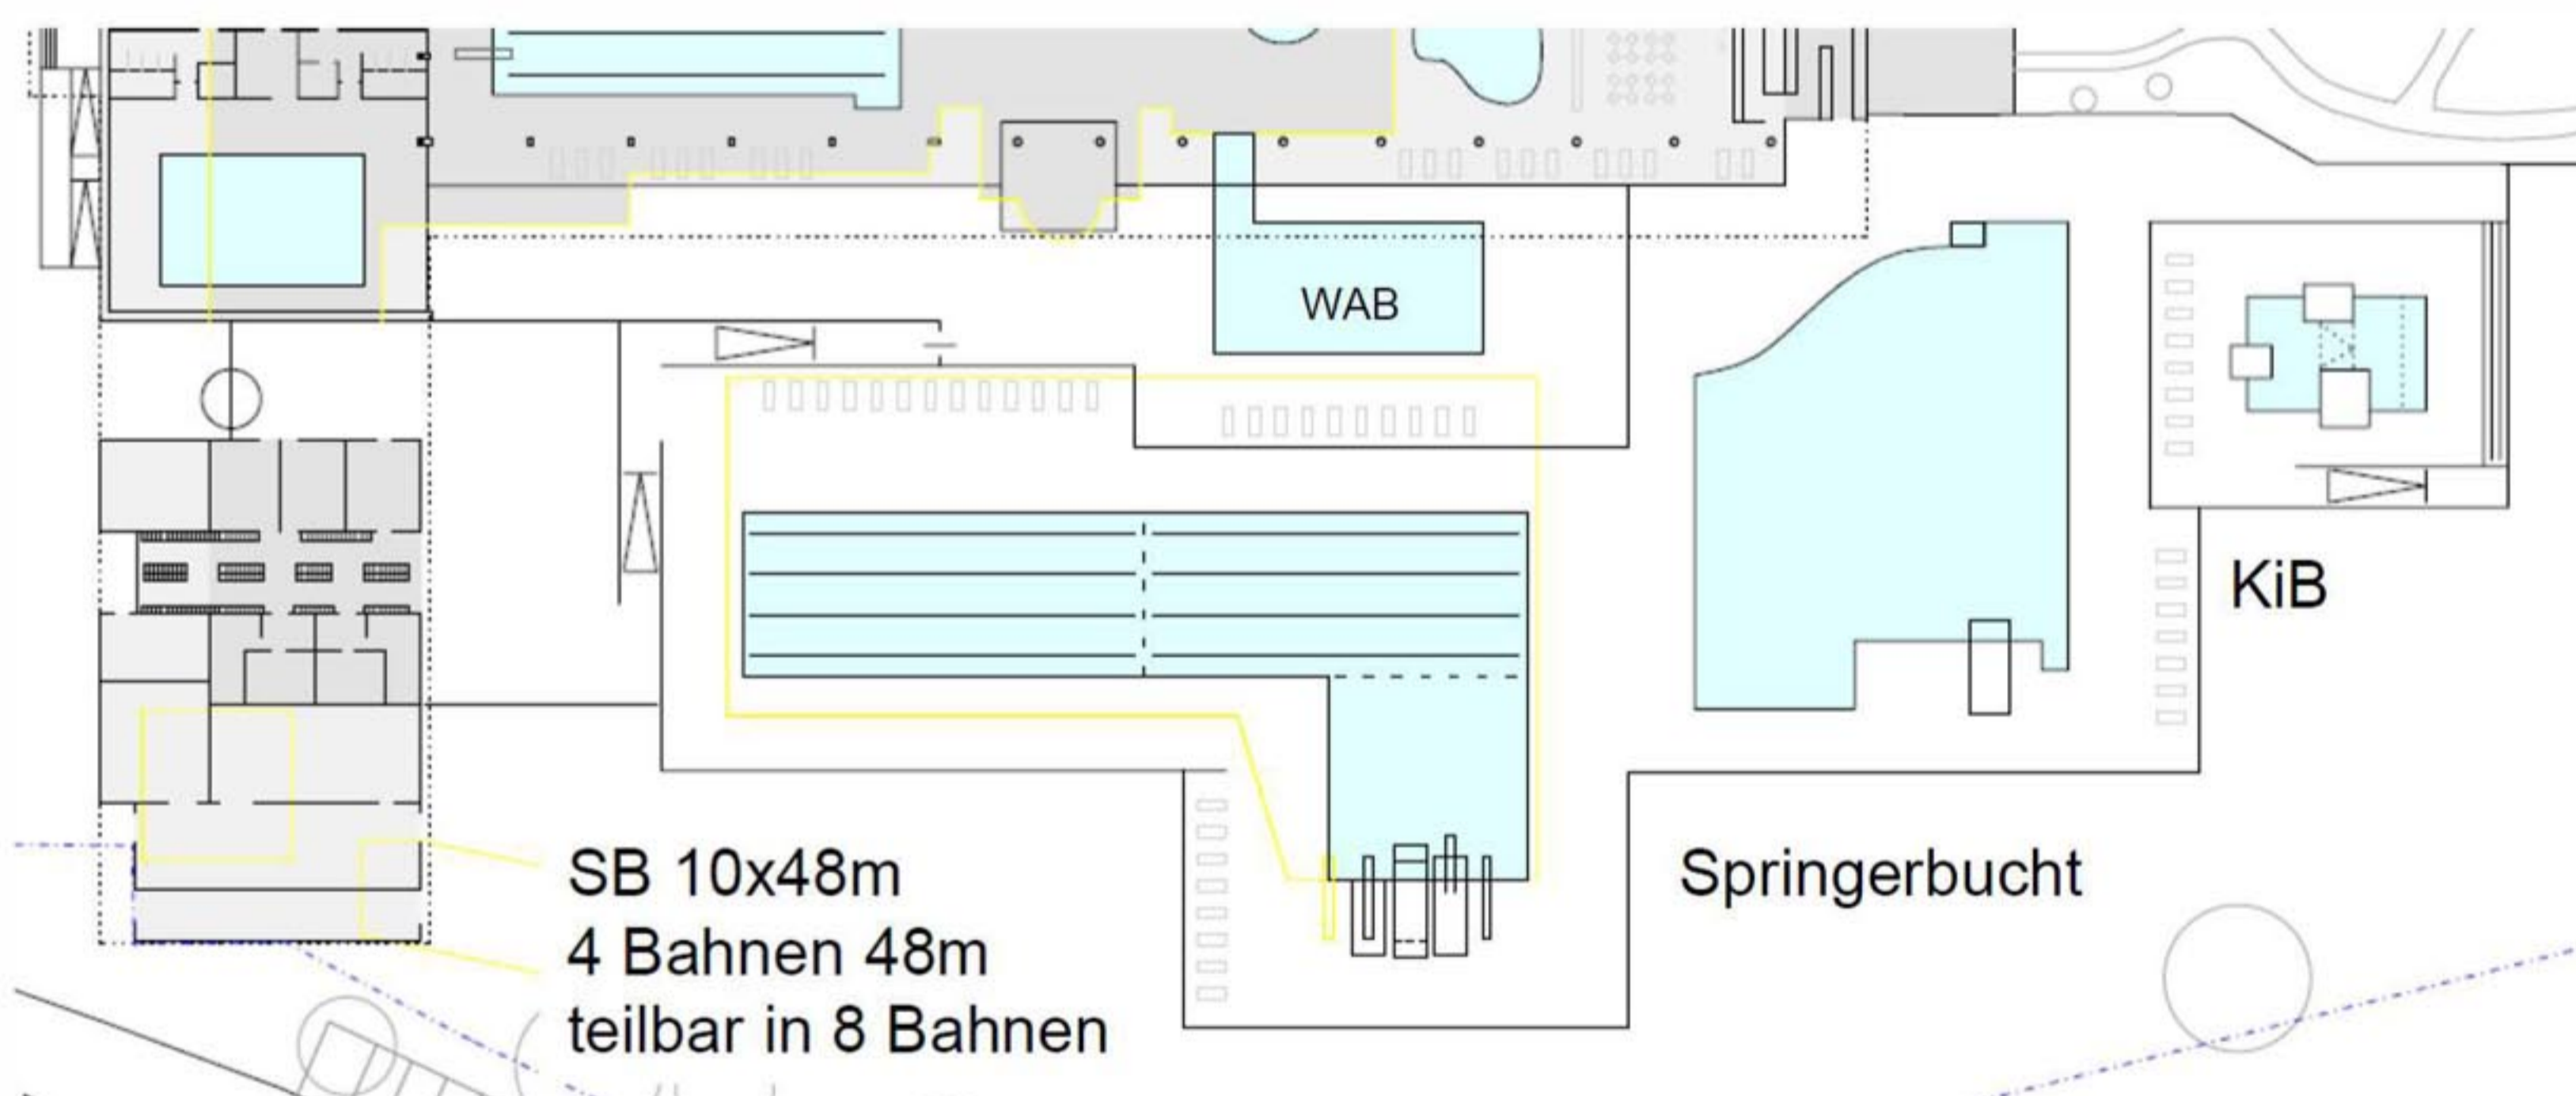 WAB
KiB
SB 10x48m
4 Bahnen 48m
teilbar in 8 Bahnen
Springerbucht